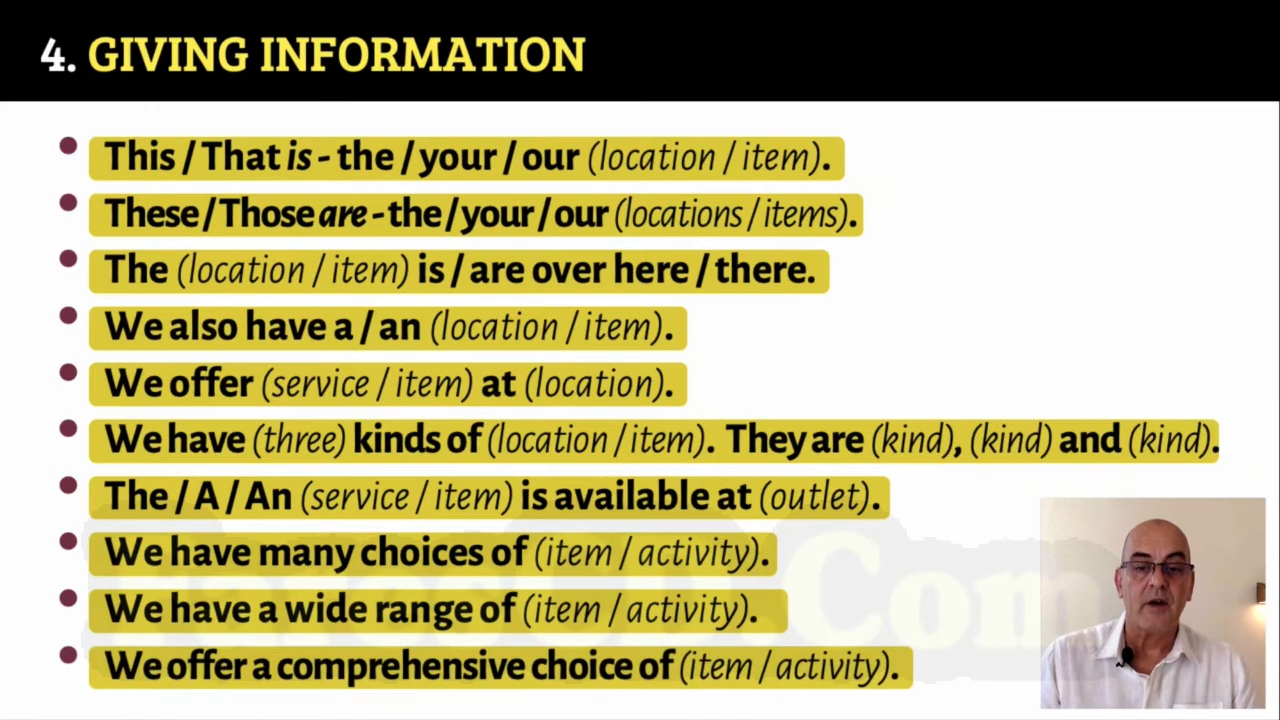 4. GIVING INFORMATION
This / That is - the / your / our (location / item).
These / Those are - the / your / our (locations / items).
The (location / item) is / are over here / there.
We also have a / an (location / item).
We offer (service / item) at (location).
We have (three) kinds of (location / item). They are (kind), (kind) and (kind).
The / A / An (service / item) is available at (outlet).
We have many choices of (item / activity).
We have a wide range of (item / activity).
We offer a comprehensive choice of (item / activity).